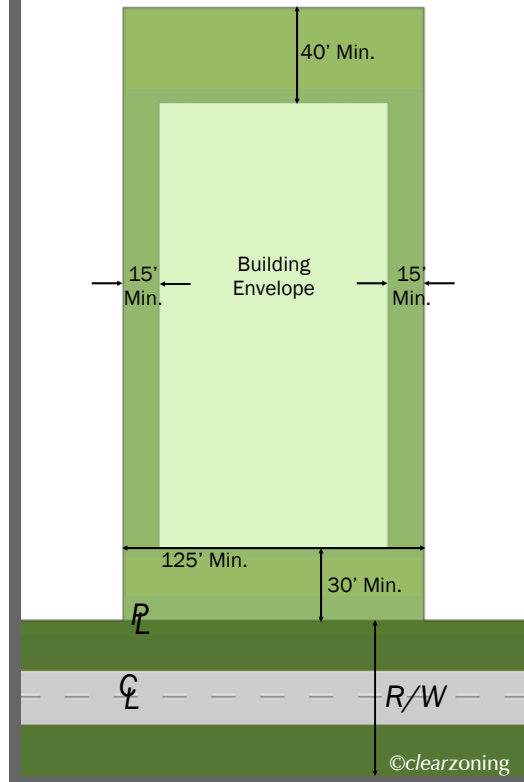 40’ Min.
15’
Min.
Building
Envelope
15’
Min.
125’ Min.
30’ Min.
PL
CL
R/W
©clearzoning